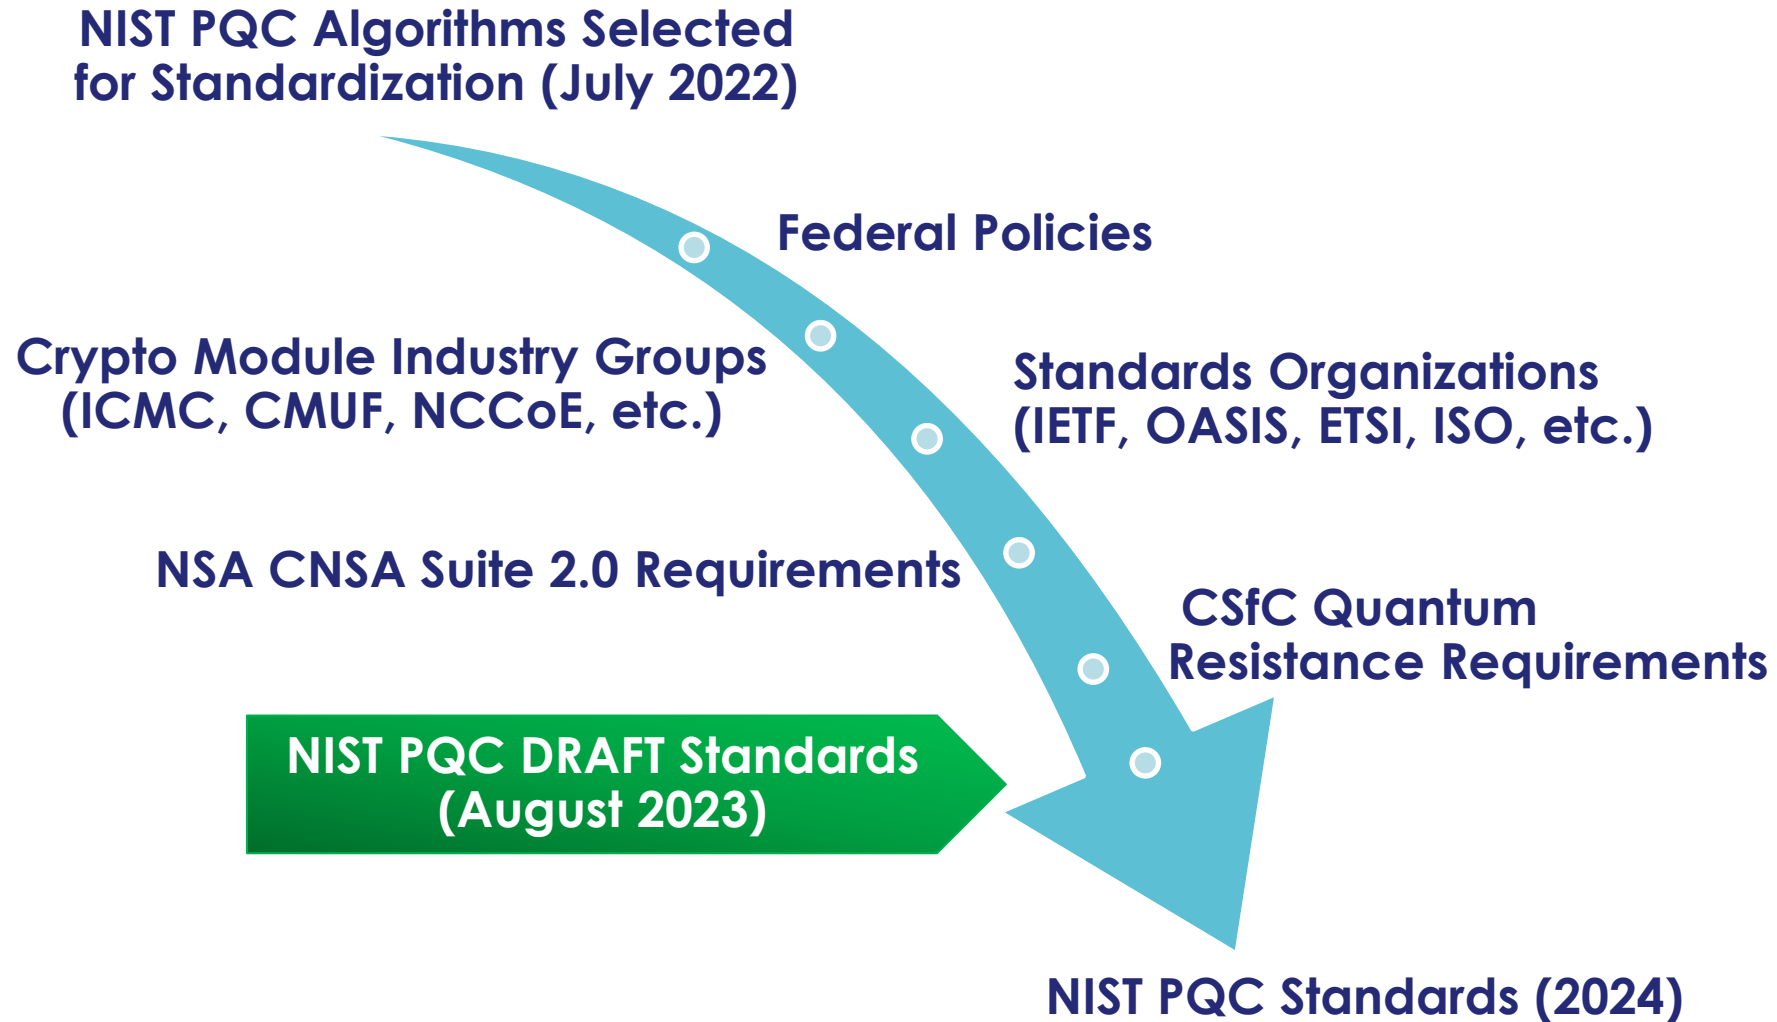 NIST PQC Algorithms Selected
for Standardization (July 2022)
Federal Policies
Crypto Module Industry Groups
(ICMC, CMUF, NCCoE, etc.)
Standards Organizations
(IETF, OASIS, ETSI, ISO, etc.)
NSA CNSA Suite 2.0 Requirements
CSfC Quantum
Resistance Requirements
NIST PQC DRAFT Standards
(August 2023)
NIST PQC Standards (2024)